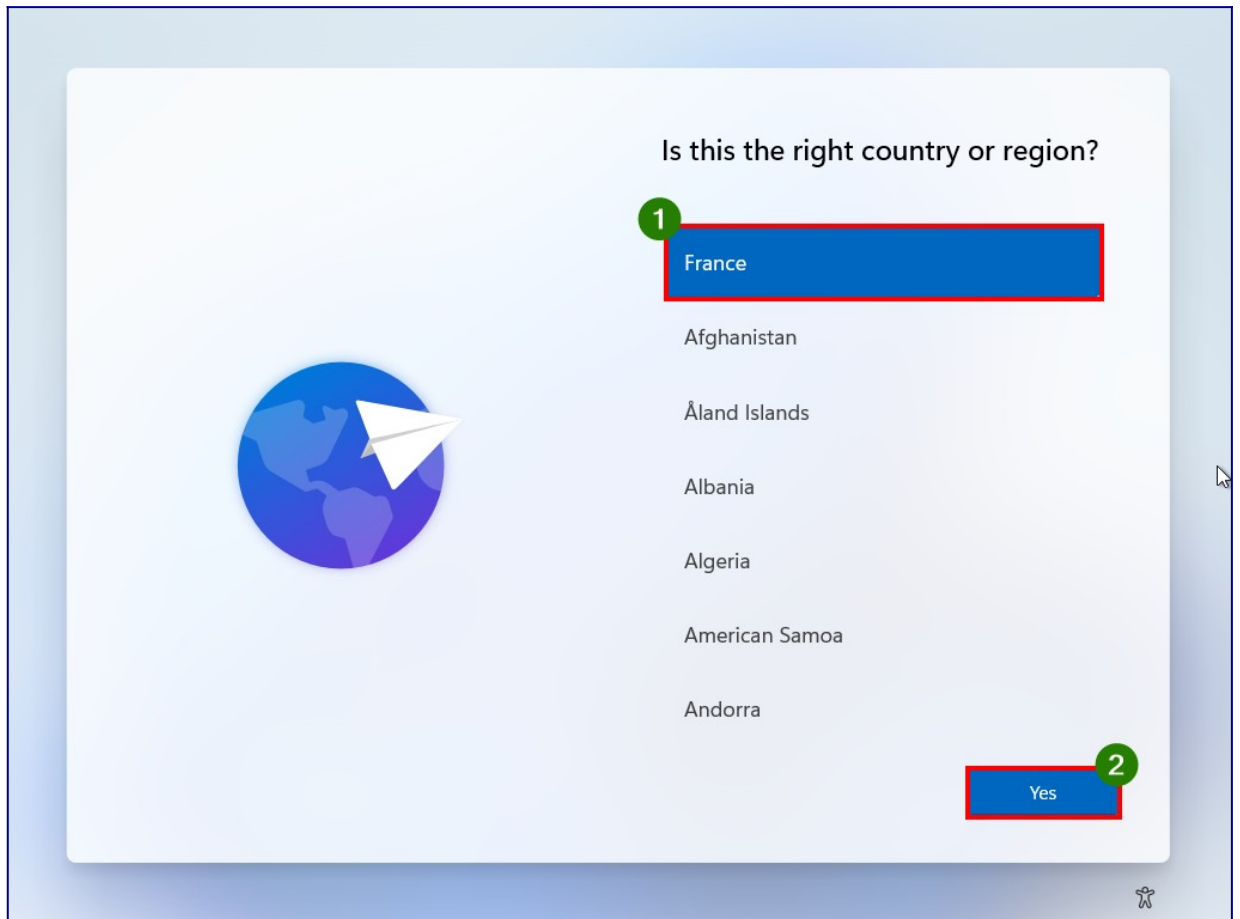 Is this the right country or region?
1
France
Afghanistan
Åland Islands
Albania
Algeria
American Samoa
Andorra
2
Yes